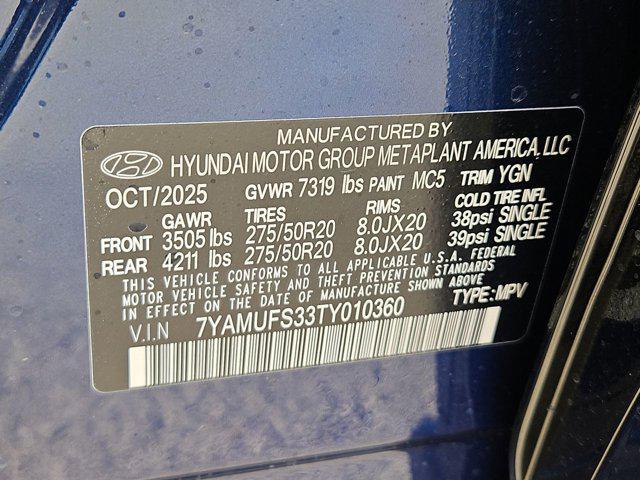 MANUFACTURED BY
HYUNDAI MOTOR GROUP METAPLANT AMERICA, LLC
OCT/2025 GVWR 7319 lbs PAINT MC5 TRIM YGN
GAWR TIRES RIMS COLD TIRE INFL
FRONT 3505 lbs 275/50R20 8.0JX20 38psi SINGLE
REAR 4211 lbs 275/50R20 8.0JX20 39psi SINGLE
THIS VEHICLE CONFORMS TO ALL APPLICABLE U.S.A. FEDERAL
MOTOR VEHICLE SAFETY AND THEFT PREVENTION STANDARDS
IN EFFECT ON THE DATE OF MANUFACTURE SHOWN ABOVE
V.I.N 7YAMUFS33TY010360 TYPE:MPV